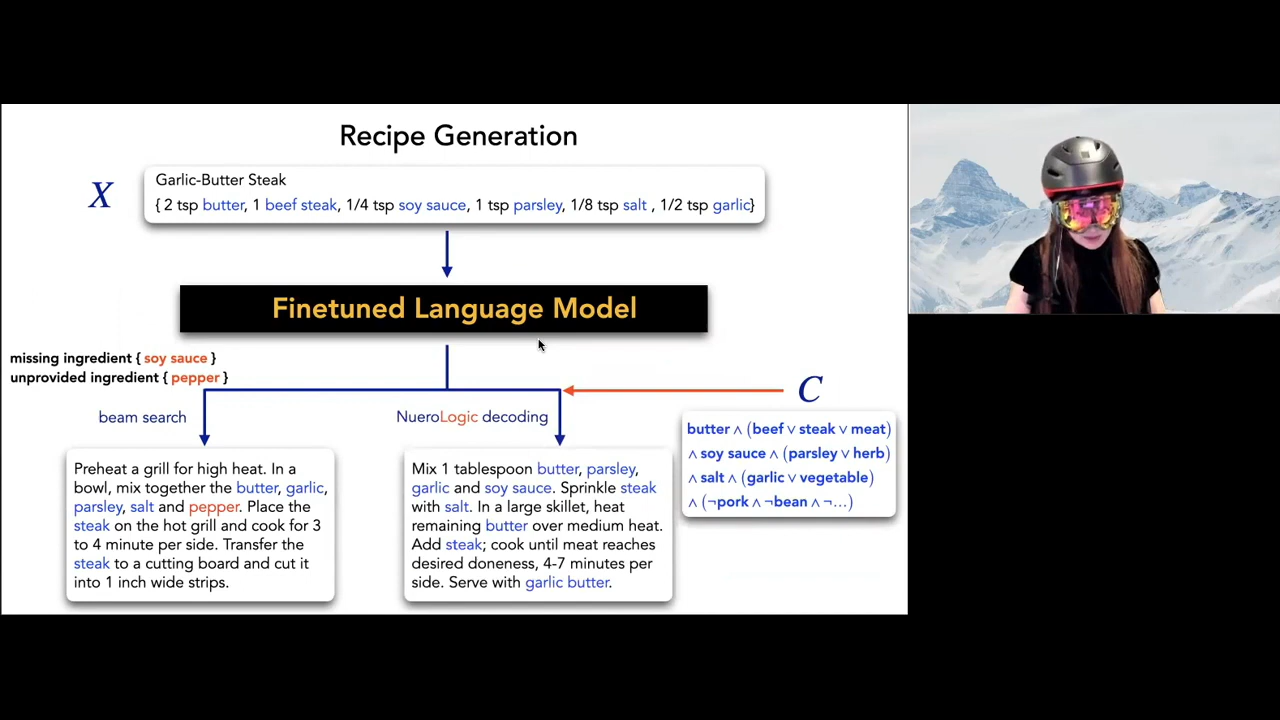 Recipe Generation
X
Garlic-Butter Steak
{ 2 tsp butter, 1 beef steak, 1/4 tsp soy sauce, 1 tsp parsley, 1/8 tsp salt , 1/2 tsp garlic}
Finetuned Language Model
missing ingredient { soy sauce }
unprovided ingredient { pepper }
beam search
NueroLogic decoding
C
Preheat a grill for high heat. In a
bowl, mix together the butter, garlic,
parsley, salt and pepper. Place the
steak on the hot grill and cook for 3
to 4 minute per side. Transfer the
steak to a cutting board and cut it
into 1 inch wide strips.
Mix 1 tablespoon butter, parsley,
garlic and soy sauce. Sprinkle steak
with salt. In a large skillet, heat
remaining butter over medium heat.
Add steak; cook until meat reaches
desired doneness, 4-7 minutes per
side. Serve with garlic butter.
butter ∧ (beef ∨ steak ∨ meat)
∧ soy sauce ∧ (parsley ∨ herb)
∧ salt ∧ (garlic ∨ vegetable)
∧ (¬pork ∧ ¬bean ∧ ¬...)